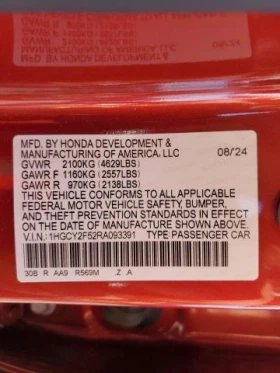 MFD. BY HONDA DEVELOPMENT & 08/24
MANUFACTURING OF AMERICA, LLC
GVWR 2100KG (4629LBS)
GAWR F 1160KG (2557LBS)
GAWR R 970KG (2138LBS)
THIS VEHICLE CONFORMS TO ALL APPLICABLE
FEDERAL MOTOR VEHICLE SAFETY, BUMPER,
AND THEFT PREVENTION STANDARDS IN EFFECT
ON THE DATE OF MANUFACTURE SHOWN ABOVE.
V.I.N.: 1HGCY2F52RA093391 TYPE PASSENGER CAR
30B R AA9 R569M .Z .A